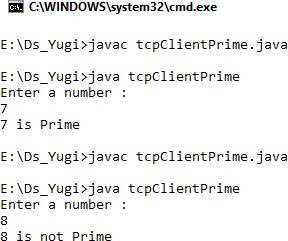 C:\WINDOWS\system32\cmd.exe
E:\Ds_Yugi>javac tcpClientPrime.java
E:\Ds_Yugi>java tcpClientPrime
Enter a number :
7
7 is Prime
E:\Ds_Yugi>javac tcpClientPrime.java
E:\Ds_Yugi>java tcpClientPrime
Enter a number :
8
8 is not Prime